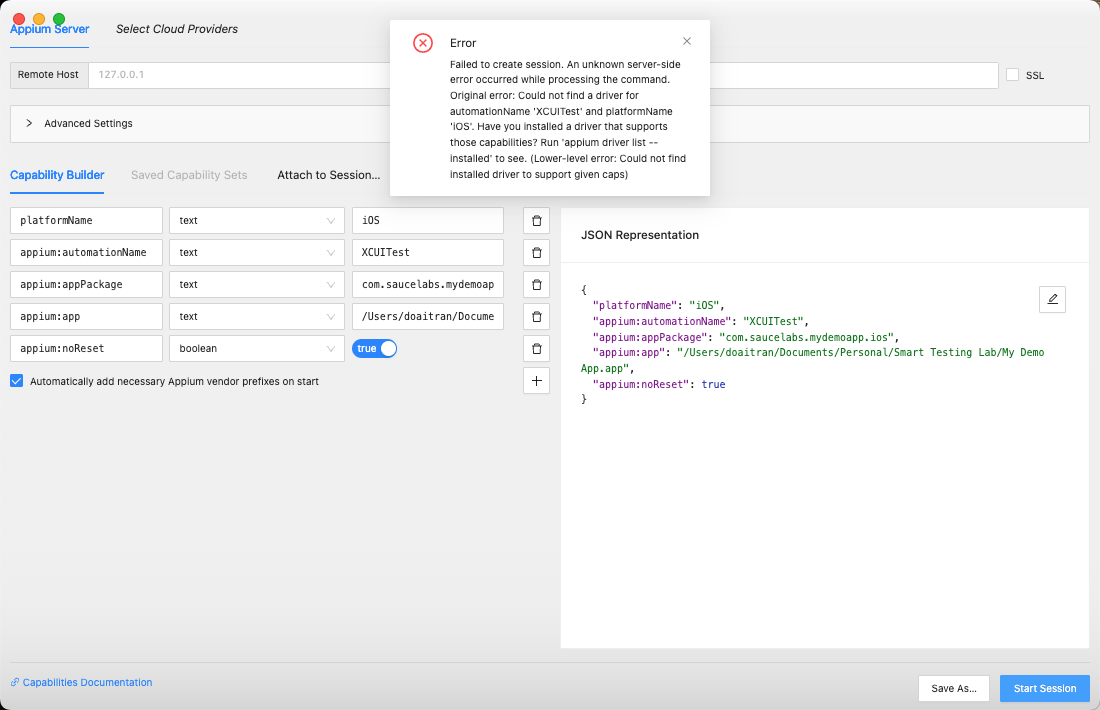 Appium Server
Select Cloud Providers
Error
Failed to create session. An unknown server-side
error occurred while processing the command.
Original error: Could not find a driver for
automationName 'XCUITest' and platformName
'iOS'. Have you installed a driver that supports
those capabilities? Run 'appium driver list --
installed' to see. (Lower-level error: Could not find
installed driver to support given caps)
Remote Host
127.0.0.1
SSL
Advanced Settings
Capability Builder
Saved Capability Sets
Attach to Session...
platformName
text
iOS
appium:automationName
text
XCUITest
appium:appPackage
text
com.saucelabs.mydemoap
appium:app
text
/Users/doaitran/Docume
appium:noReset
boolean
true
Automatically add necessary Appium vendor prefixes on start
JSON Representation
{
"platformName": "iOS",
"appium:automationName": "XCUITest",
"appium:appPackage": "com.saucelabs.mydemoapp.ios",
"appium:app": "/Users/doaitran/Documents/Personal/Smart Testing Lab/My Demo
App.app",
"appium:noReset": true
}
Capabilities Documentation
Save As...
Start Session